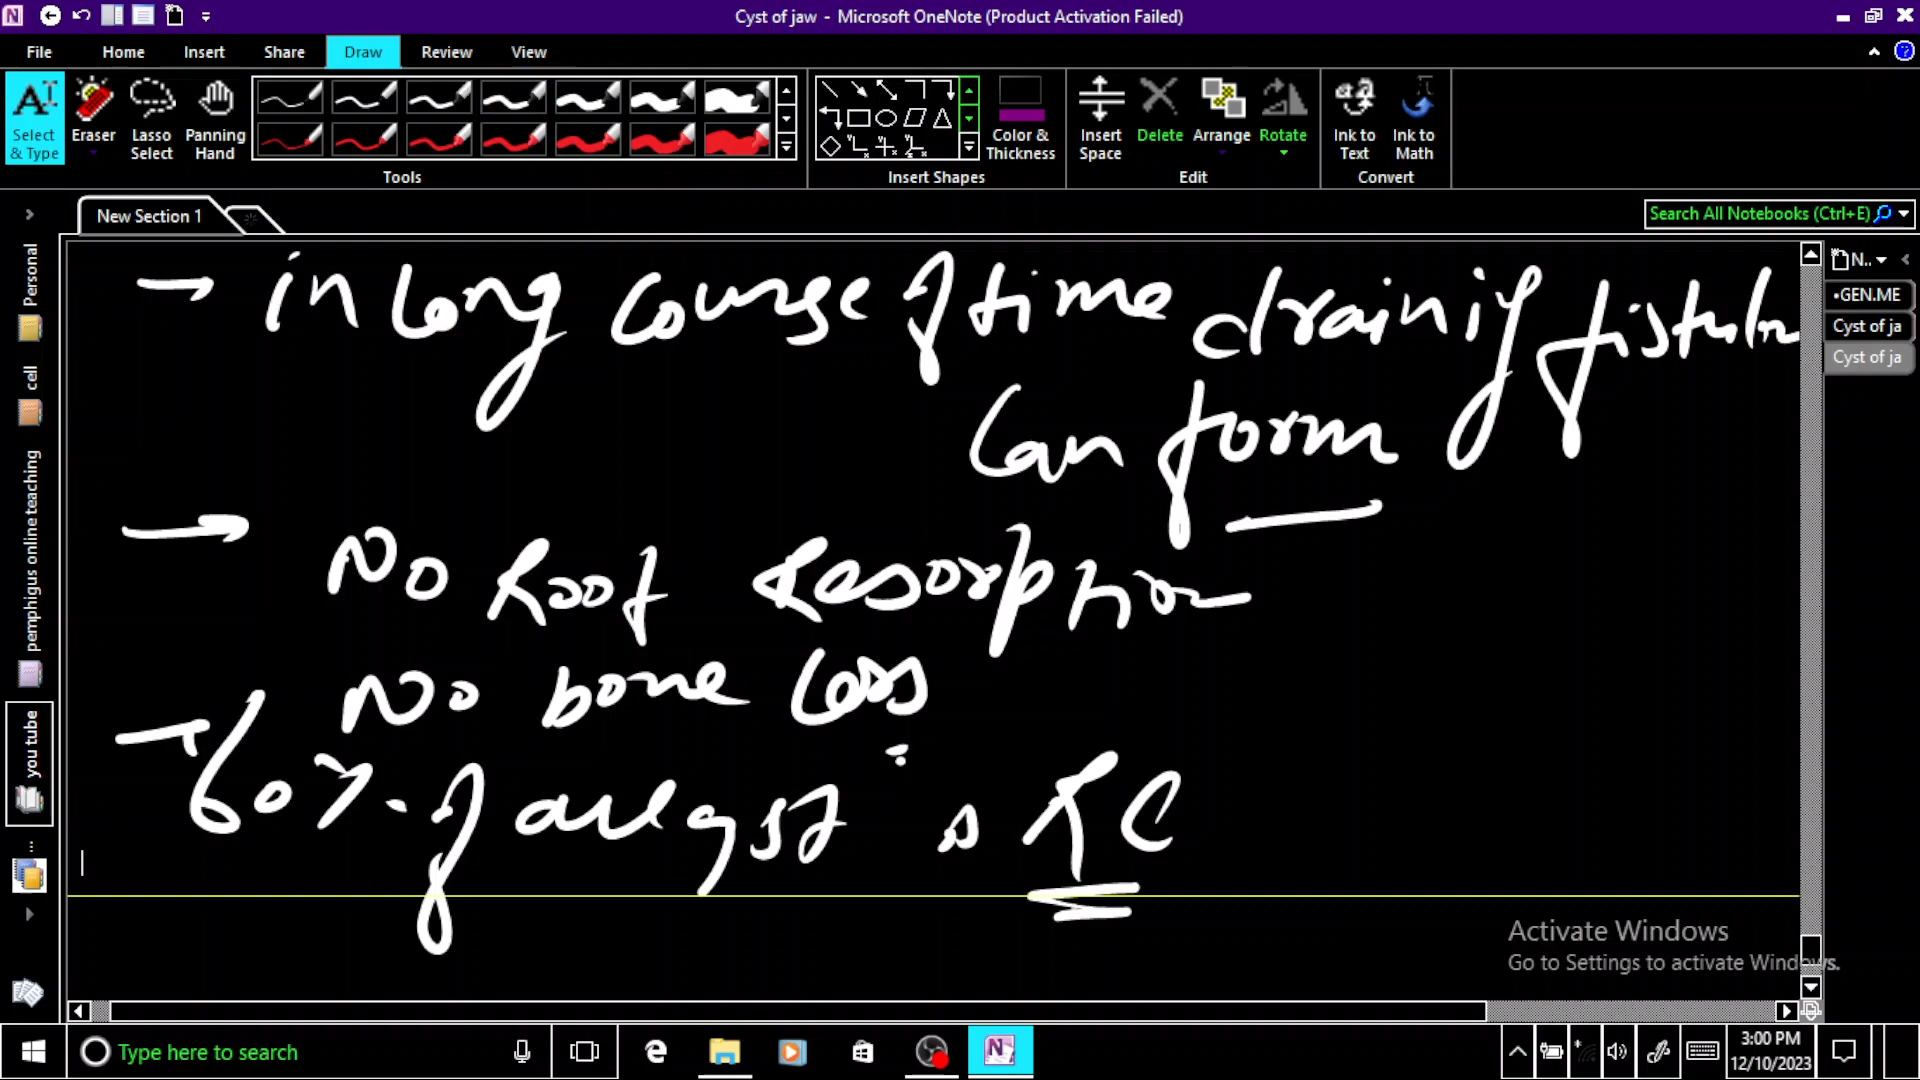 Cyst of jaw - Microsoft OneNote (Product Activation Failed)
File Home Insert Share Draw Review View
Select & Type
Eraser
Lasso Select
Panning Hand
Color & Thickness
Insert Space
Delete
Arrange
Rotate
Ink to Text
Ink to Math
Tools
Insert Shapes
Edit
Convert
New Section 1
Search All Notebooks (Ctrl+E)
N..
•GEN.ME
Cyst of ja
Cyst of ja
Personal
cell
pemphigus online teaching
you tube
→ in long course of time draining fistula
can form
→ No Root Resorption
No bone loss
→ 60% of all cyst is RC
Activate Windows
Go to Settings to activate Windows.
Type here to search
3:00 PM
12/10/2023